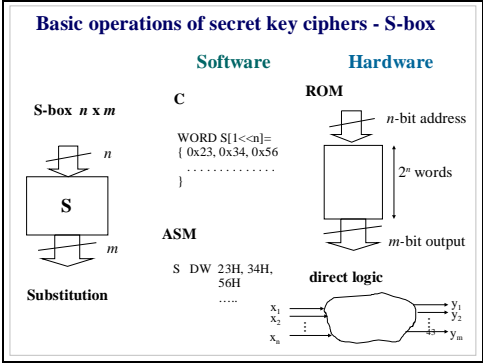 Basic operations of secret key ciphers - S-box
Software
Hardware
S-box n x m
n
S
m
Substitution
C
WORD S[1<<n]=
{ 0x23, 0x34, 0x56
. . . . . . . . . . . . . .
}
ASM
S DW 23H, 34H,
56H
.....
ROM
n-bit address
2ⁿ words
m-bit output
direct logic
x₁
x₂
⋮
xₙ
y₁
y₂
⋮
43
yₘ